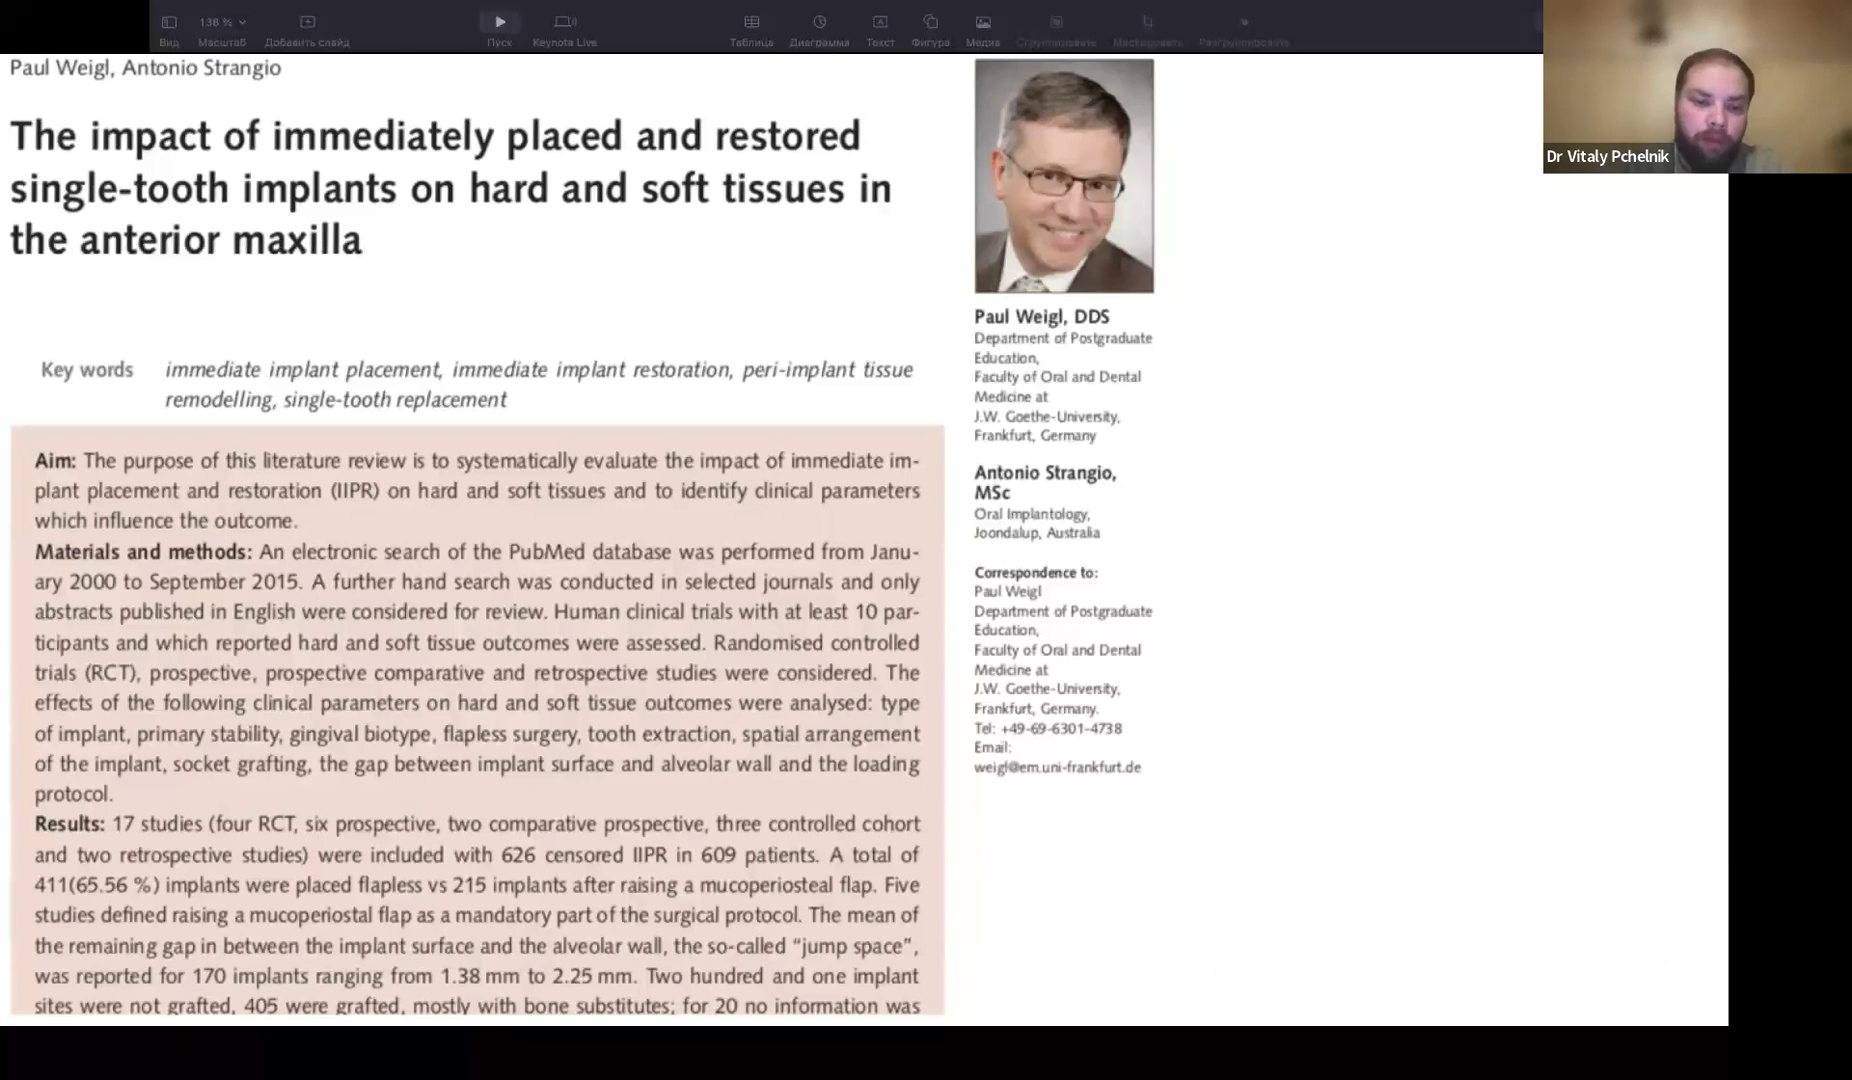 138 %
Вид
Масштаб
Добавить слайд
Пуск
Keynote Live
Таблица
Диаграмма
Текст
Фигура
Медиа
Сгруппировать
Маскировать
Разгруппировать
Dr Vitaly Pchelnik
Paul Weigl, Antonio Strangio
The impact of immediately placed and restored
single-tooth implants on hard and soft tissues in
the anterior maxilla
Key words immediate implant placement, immediate implant restoration, peri-implant tissue
remodelling, single-tooth replacement
Aim: The purpose of this literature review is to systematically evaluate the impact of immediate im-
plant placement and restoration (IIPR) on hard and soft tissues and to identify clinical parameters
which influence the outcome.
Materials and methods: An electronic search of the PubMed database was performed from Janu-
ary 2000 to September 2015. A further hand search was conducted in selected journals and only
abstracts published in English were considered for review. Human clinical trials with at least 10 par-
ticipants and which reported hard and soft tissue outcomes were assessed. Randomised controlled
trials (RCT), prospective, prospective comparative and retrospective studies were considered. The
effects of the following clinical parameters on hard and soft tissue outcomes were analysed: type
of implant, primary stability, gingival biotype, flapless surgery, tooth extraction, spatial arrangement
of the implant, socket grafting, the gap between implant surface and alveolar wall and the loading
protocol.
Results: 17 studies (four RCT, six prospective, two comparative prospective, three controlled cohort
and two retrospective studies) were included with 626 censored IIPR in 609 patients. A total of
411(65.56 %) implants were placed flapless vs 215 implants after raising a mucoperiosteal flap. Five
studies defined raising a mucoperiostal flap as a mandatory part of the surgical protocol. The mean of
the remaining gap in between the implant surface and the alveolar wall, the so-called “jump space”,
was reported for 170 implants ranging from 1.38 mm to 2.25 mm. Two hundred and one implant
sites were not grafted, 405 were grafted, mostly with bone substitutes; for 20 no information was
Paul Weigl, DDS
Department of Postgraduate
Education,
Faculty of Oral and Dental
Medicine at
J.W. Goethe-University,
Frankfurt, Germany
Antonio Strangio,
MSc
Oral Implantology,
Joondalup, Australia
Correspondence to:
Paul Weigl
Department of Postgraduate
Education,
Faculty of Oral and Dental
Medicine at
J.W. Goethe-University,
Frankfurt, Germany.
Tel: +49-69-6301-4738
Email:
weigl@em.uni-frankfurt.de